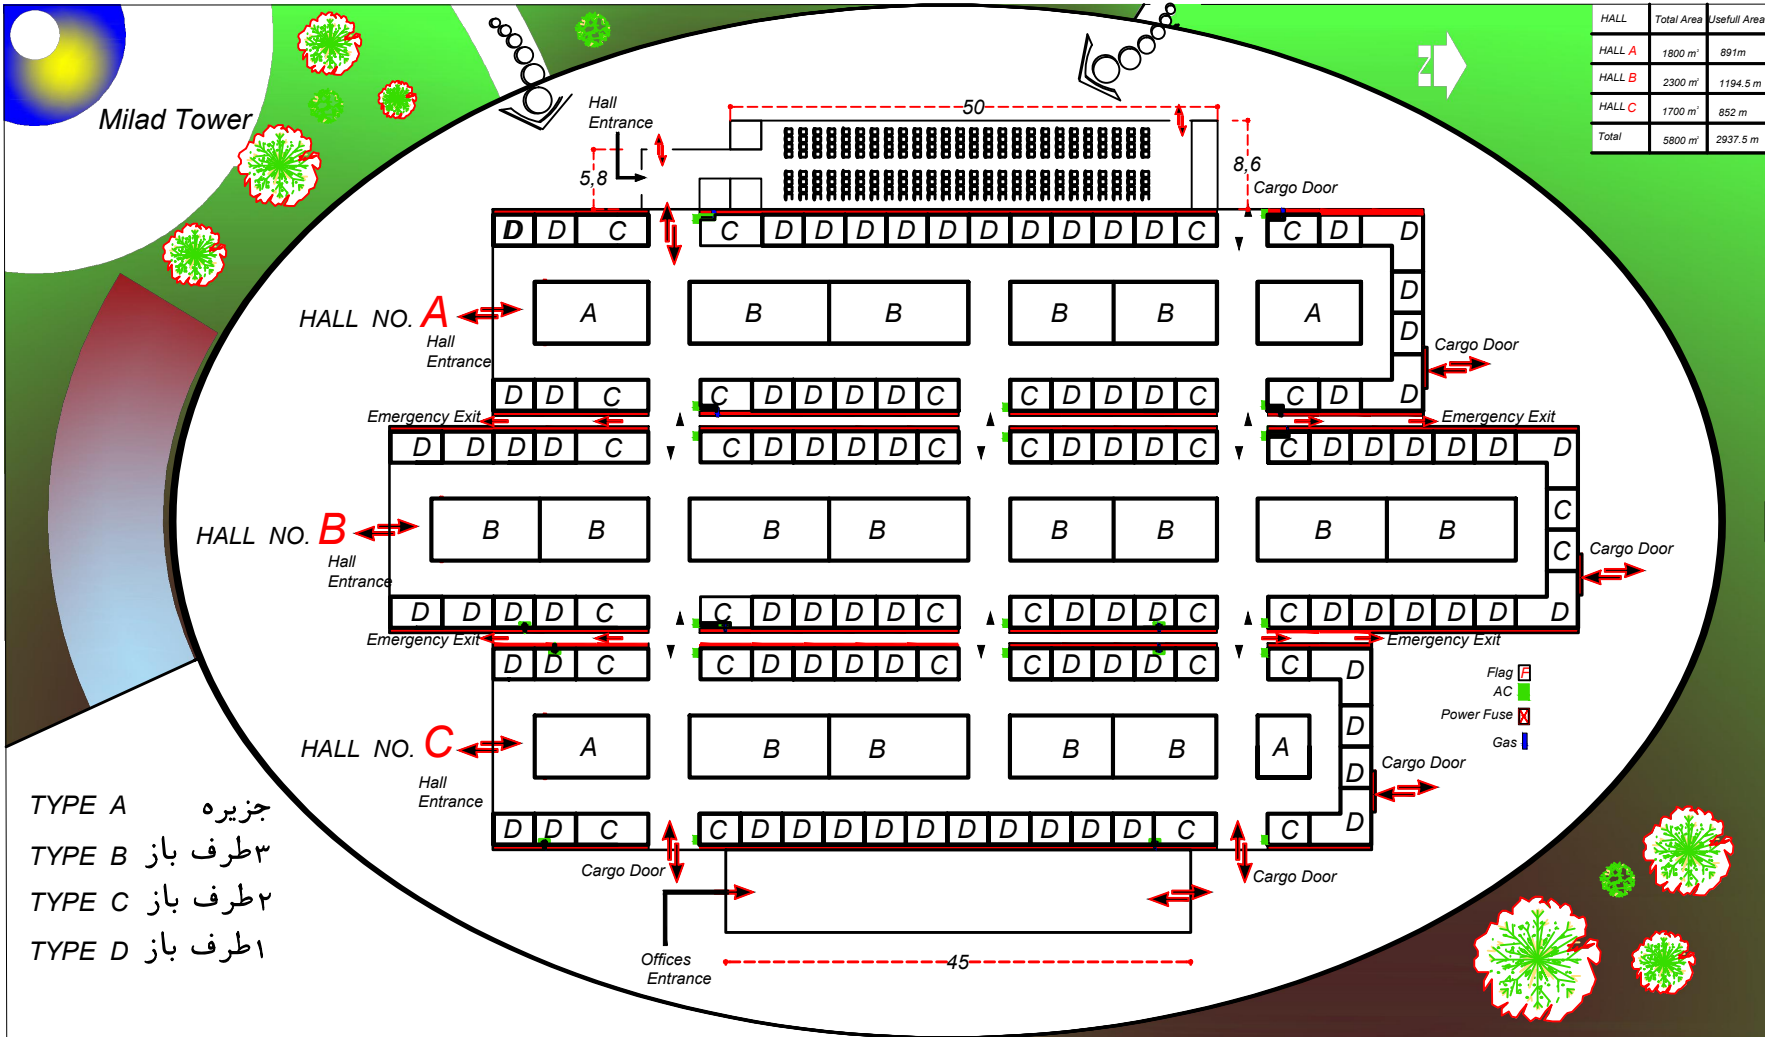 HALL Total Area Usefull Area
HALL A 1800 m² 891m
HALL B 2300 m² 1194.5 m
HALL C 1700 m² 852 m
Total 5800 m² 2937.5 m
N
Milad Tower
Hall
Entrance
50
5,8
8,6
Cargo Door
D D C C D D D D D D D D D D C C D D
HALL NO. A
Hall
Entrance
A B B B B A
D
D
Cargo Door
D D C C D D D D C C D D D C C D D
Emergency Exit
Emergency Exit
D D D D C C D D D D C C D D D C C D D D D D D
HALL NO. B
Hall
Entrance
B B B B B B B B
C
C
Cargo Door
D D D D C C D D D D C C D D D C C D D D D D D
Emergency Exit
Emergency Exit
D D C C D D D D C C D D D C C D
HALL NO. C
Hall
Entrance
A B B B B A
D
D
Cargo Door
D D C C D D D D D D D D D D C C D
Cargo Door
Cargo Door
Offices
Entrance
45
Flag F
AC
Power Fuse X
Gas
TYPE A جزیره
TYPE B ۳طرف باز
TYPE C ۲طرف باز
TYPE D ۱طرف باز